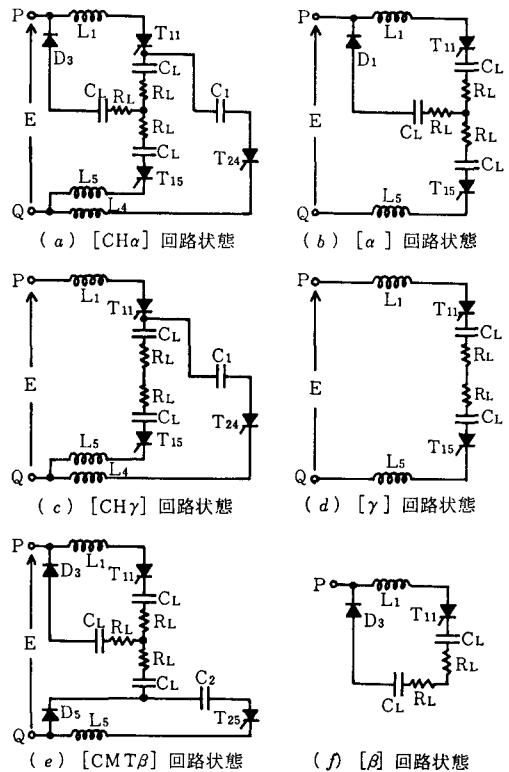 P
L1
T11
D3
CL
RL
C1
CL
RL
RL
E
CL
T24
L5
T15
Q
L4
(a) [CHα] 回路状態
P
L1
T11
D1
CL
RL
CL
RL
RL
E
CL
L5
T15
Q
(b) [α] 回路状態
P
L1
T11
CL
RL
C1
E
RL
CL
T24
L5
T15
Q
L4
(c) [CHγ] 回路状態
P
L1
T11
CL
RL
E
RL
CL
L5
T15
Q
(d) [γ] 回路状態
P
L1
T11
D3
CL
RL
CL
RL
RL
E
CL
C2
D5
L5
T25
Q
(e) [CMTβ] 回路状態
P
L1
T11
D3
CL
RL
CL
RL
(f) [β] 回路状態